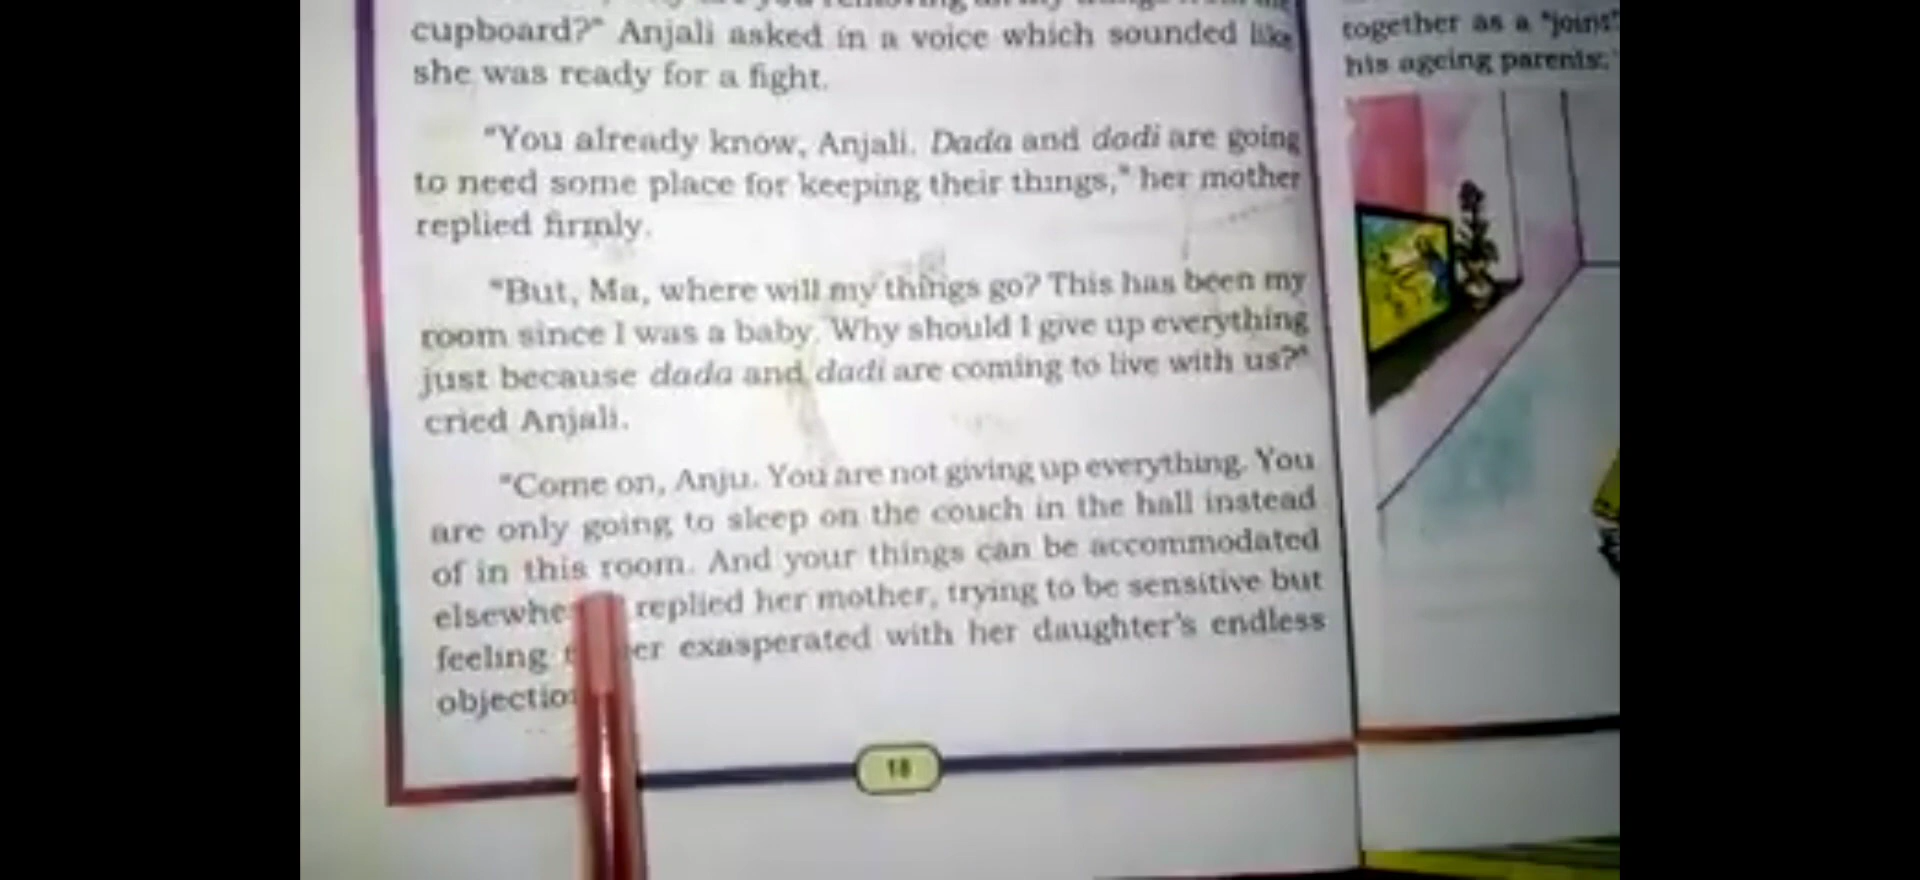 cupboard?" Anjali asked in a voice which sounded like
she was ready for a fight.
"You already know, Anjali. Dada and dadi are going
to need some place for keeping their things," her mother
replied firmly.
"But, Ma, where will my things go? This has been my
room since I was a baby. Why should I give up everything
just because dada and dadi are coming to live with us?"
cried Anjali.
"Come on, Anju. You are not giving up everything. You
are only going to sleep on the couch in the hall instead
of in this room. And your things can be accommodated
replied her mother, trying to be sensitive but
feeling exasperated with her daughter's endless
18
together as a "joint"
his ageing parents.